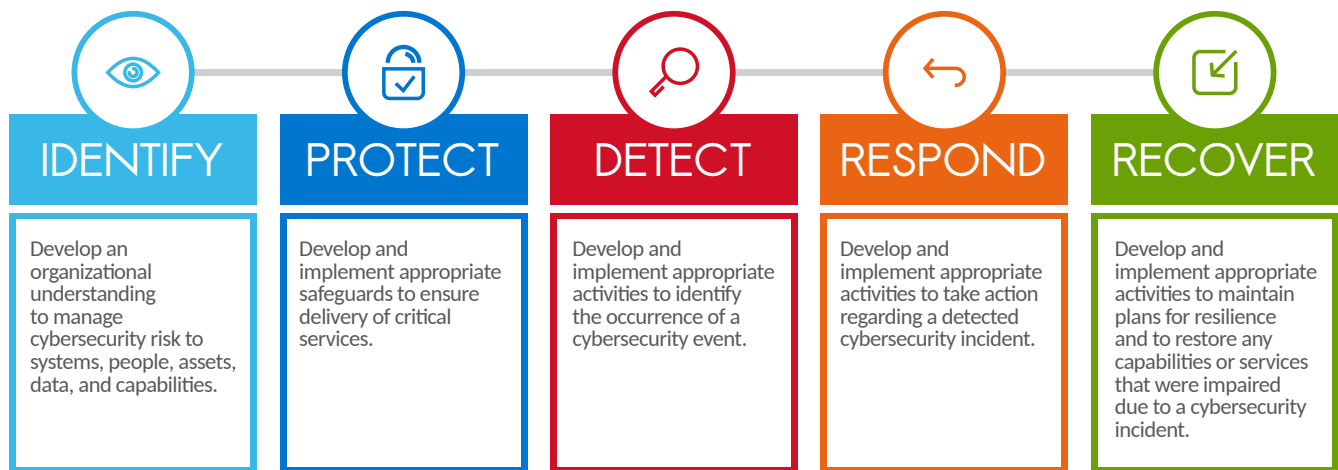 IDENTIFY
Develop an
organizational
understanding
to manage
cybersecurity risk to
systems, people, assets,
data, and capabilities.
PROTECT
Develop and
implement appropriate
safeguards to ensure
delivery of critical
services.
DETECT
Develop and
implement appropriate
activities to identify
the occurrence of a
cybersecurity event.
RESPOND
Develop and
implement appropriate
activities to take action
regarding a detected
cybersecurity incident.
RECOVER
Develop and
implement appropriate
activities to maintain
plans for resilience
and to restore any
capabilities or services
that were impaired
due to a cybersecurity
incident.